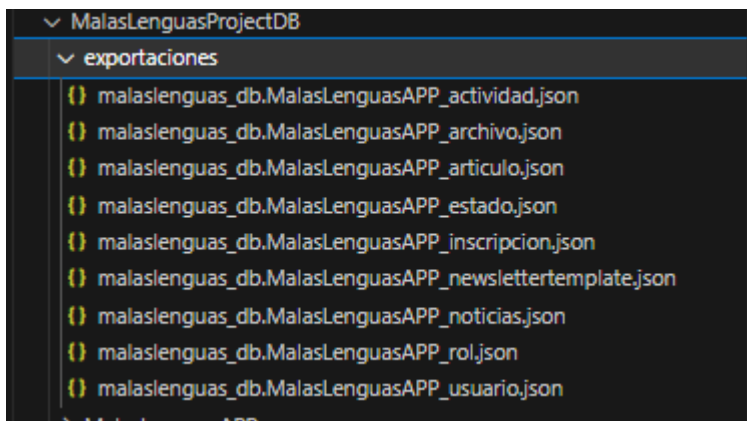 MalasLenguasProjectDB
exportaciones
{} malaslenguas_db.MalasLenguasAPP_actividad.json
{} malaslenguas_db.MalasLenguasAPP_archivo.json
{} malaslenguas_db.MalasLenguasAPP_articulo.json
{} malaslenguas_db.MalasLenguasAPP_estado.json
{} malaslenguas_db.MalasLenguasAPP_inscripcion.json
{} malaslenguas_db.MalasLenguasAPP_newslettertemplate.json
{} malaslenguas_db.MalasLenguasAPP_noticias.json
{} malaslenguas_db.MalasLenguasAPP_rol.json
{} malaslenguas_db.MalasLenguasAPP_usuario.json